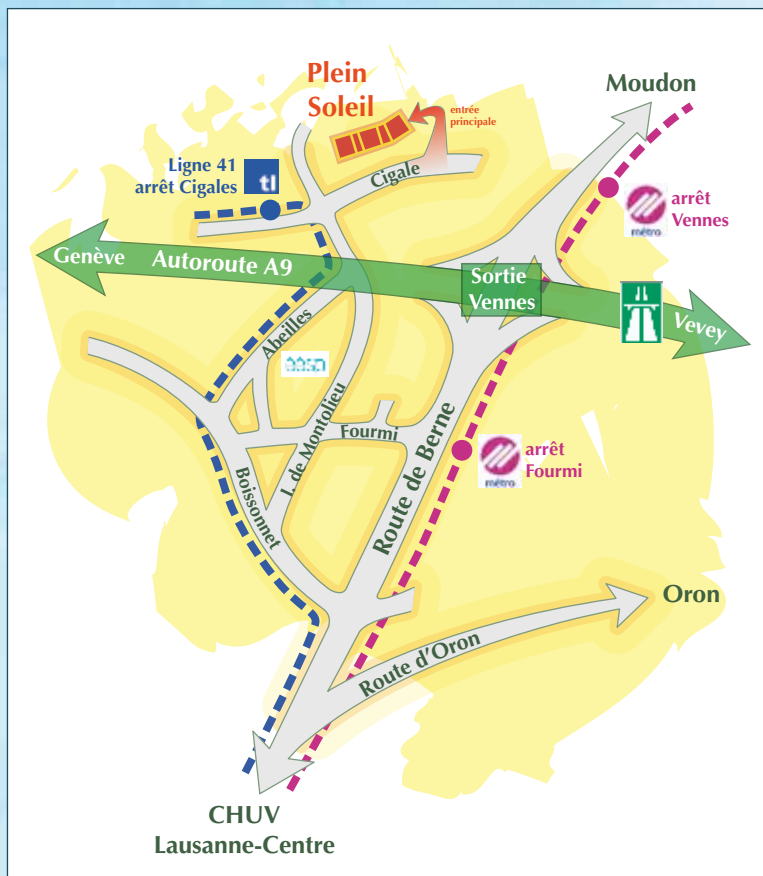 Plein
Soleil
entrée
principale
Moudon
Ligne 41
arrêt Cigales
tl
Cigale
arrêt
Vennes
métro
Genève
Autoroute A9
Sortie
Vennes
Vevey
Abeilles
I. de Montolieu
Fourmi
Route de Berne
arrêt
Fourmi
métro
Boissonnet
Oron
Route d'Oron
CHUV
Lausanne-Centre